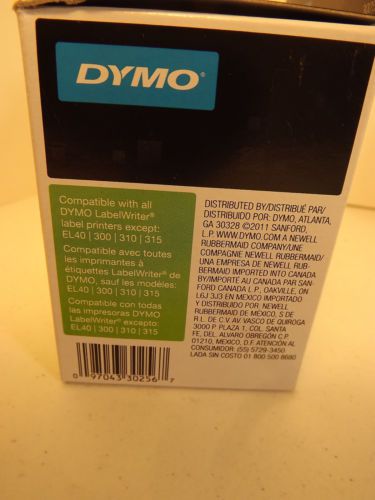 DYMO®
Compatible with all
DYMO LabelWriter®
label printers except:
EL40 | 300 | 310 | 315
Compatible avec toutes
les imprimantes à
étiquettes LabelWriter® de
DYMO, sauf les modèles:
EL40 | 300 | 310 | 315
Compatible con todas
las impresoras DYMO
LabelWriter® excepto:
EL40 | 300 | 310 | 315
0 97043 30256 7
DISTRIBUTED BY/DISTRIBUÉ PAR/
DISTRIBUIDO POR: DYMO, ATLANTA,
GA 30328 ©2011 SANFORD,
L.P. WWW.DYMO.COM A NEWELL
RUBBERMAID COMPANY/UNE
COMPAGNIE NEWELL RUBBERMAID/
UNA EMPRESA DE NEWELL RUB-
BERMAID IMPORTED INTO CANADA
BY/IMPORTÉ AU CANADA PAR SAN-
FORD CANADA L.P., OAKVILLE, ON
L6J 3J3 EN MEXICO IMPORTADO
Y DISTRIBUIDO POR NEWELL
RUBBERMAID DE MEXICO, S DE
R.L. DE C.V. AV. VASCO DE QUIROGA
3000 P. PLAZA 1, COL. SANTA
FE, DEL. ALVARO OBREGÓN C.P.
01210, MEXICO, D.F. ATENCIÓN AL
CONSUMIDOR: (55) 5729-3450
LADA SIN COSTO 01 800 500 8680